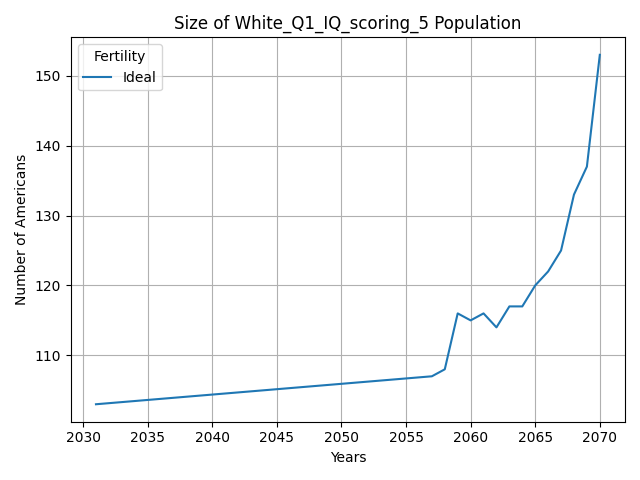 Size of White_Q1_IQ_scoring_5 Population
Fertility
Ideal
Number of Americans
150
140
130
120
110
2030 2035 2040 2045 2050 2055 2060 2065 2070
Years